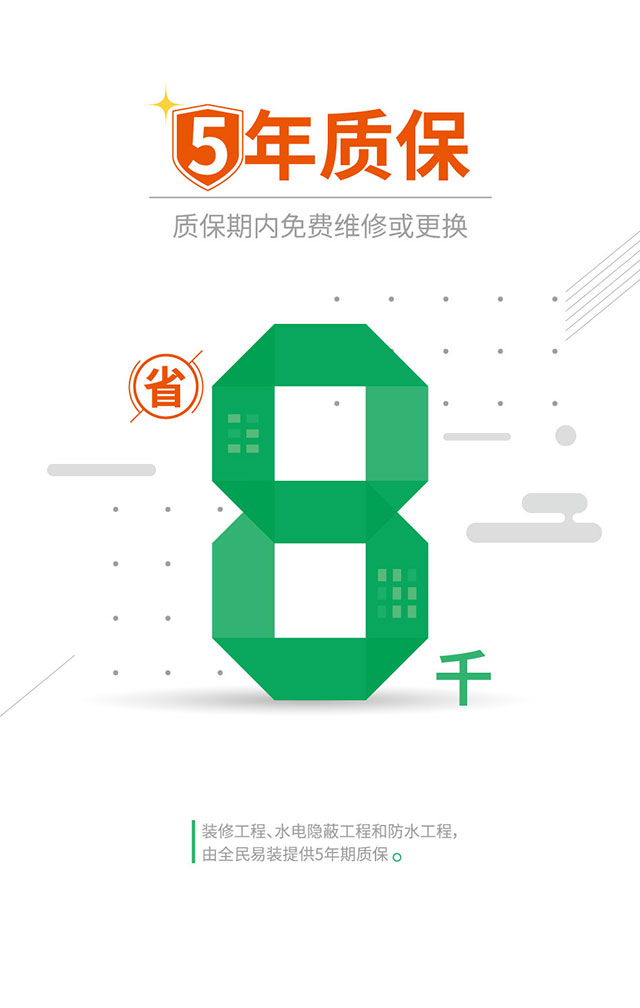 5年质保
质保期内免费维修或更换
省
8
千
装修工程、水电隐蔽工程和防水工程，
由全民易装提供5年期质保。